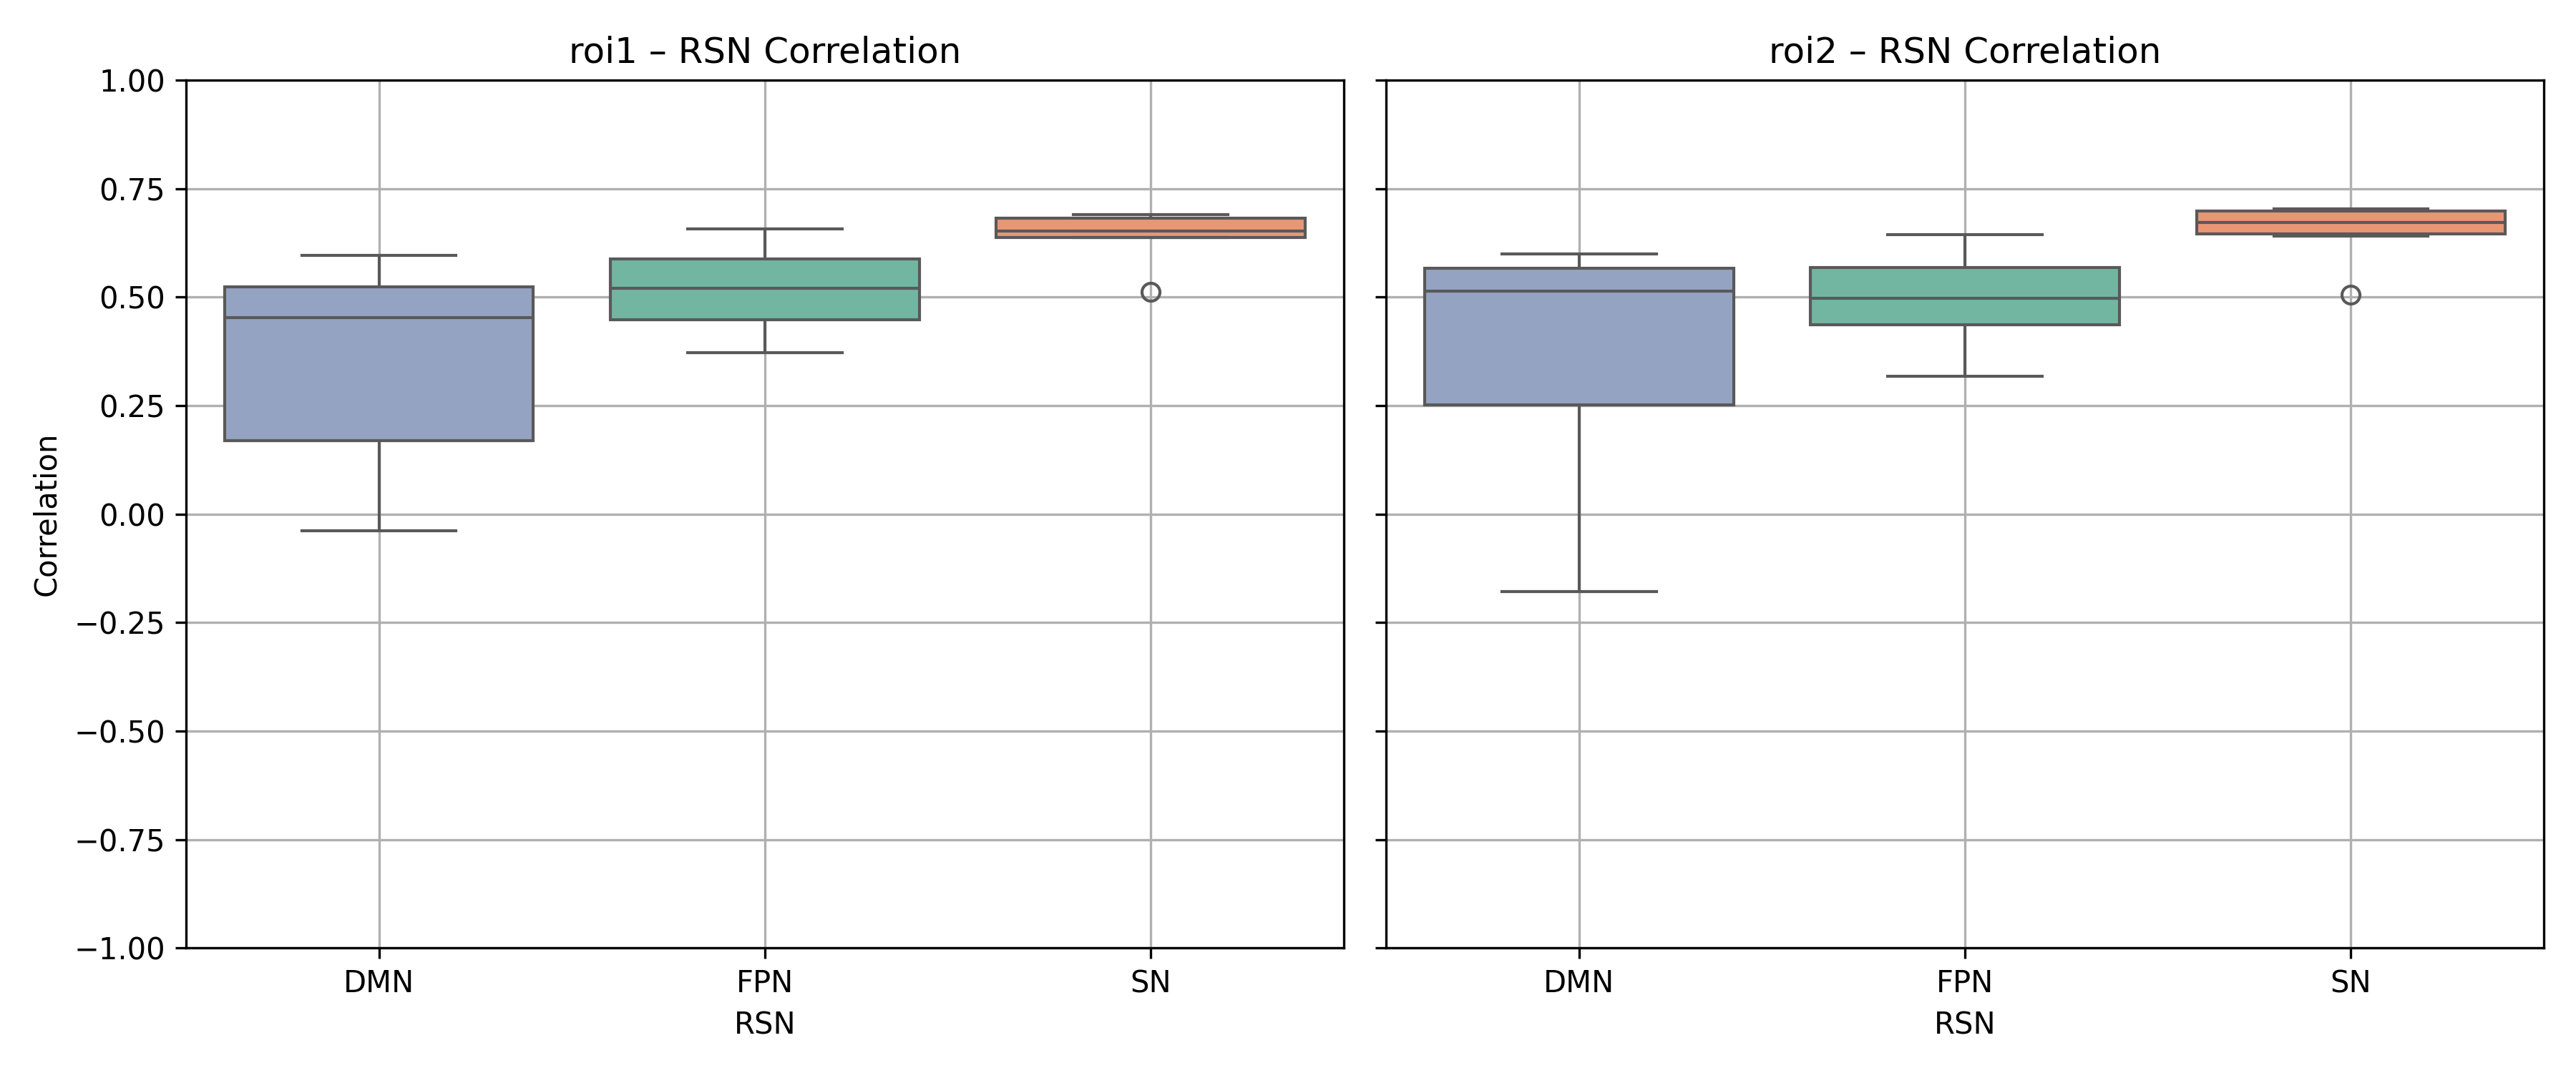 roi1 – RSN Correlation
1.00
0.75
0.50
0.25
0.00
−0.25
−0.50
−0.75
−1.00
Correlation
DMN FPN SN
RSN
roi2 – RSN Correlation
DMN FPN SN
RSN